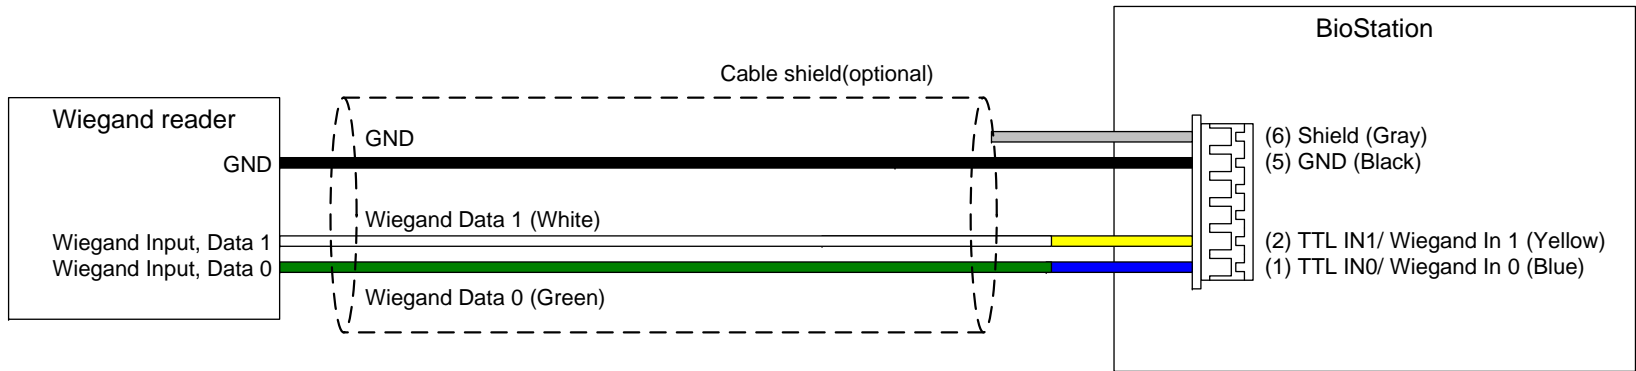 BioStation
Cable shield(optional)
Wiegand reader
GND
(6) Shield (Gray)
GND
(5) GND (Black)
Wiegand Data 1 (White)
Wiegand Input, Data 1
(2) TTL IN1/ Wiegand In 1 (Yellow)
Wiegand Input, Data 0
(1) TTL IN0/ Wiegand In 0 (Blue)
Wiegand Data 0 (Green)